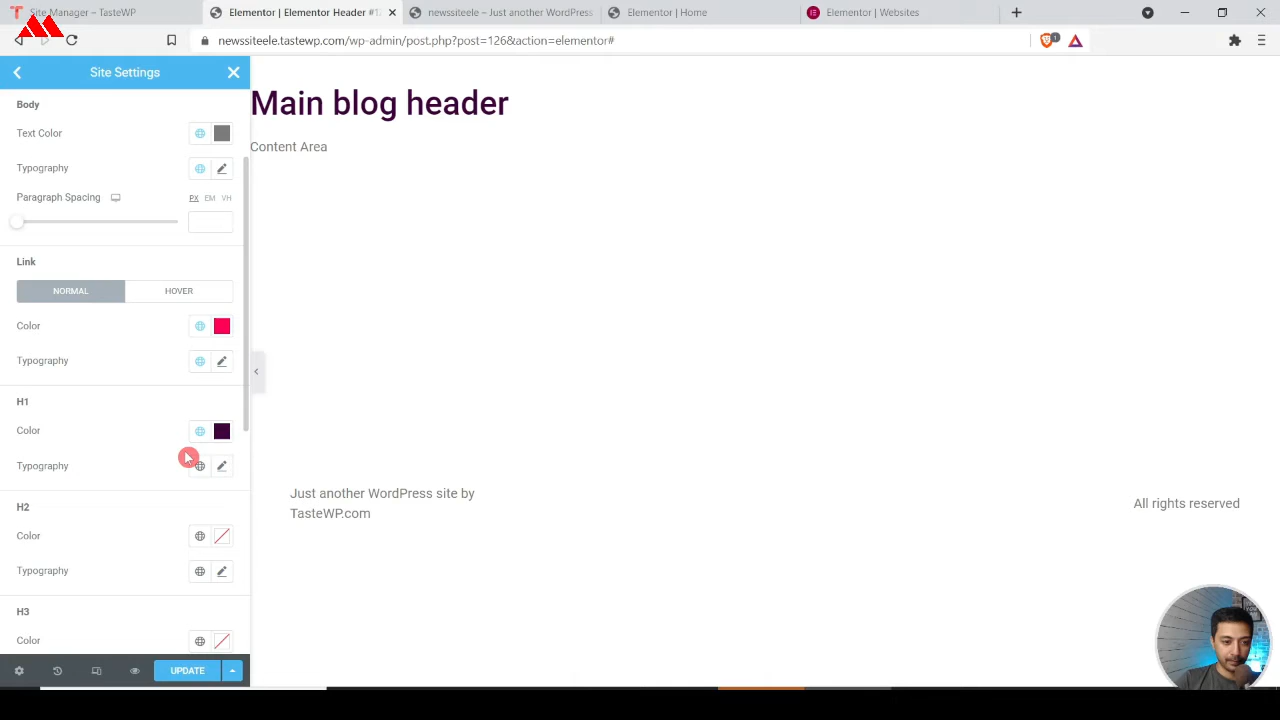 Site Manager - TasteWP
Elementor | Elementor Header #1
newssiteele – Just another WordPress
Elementor | Home
Elementor | Websites
newssiteele.tastewp.com/wp-admin/post.php?post=126&action=elementor#
1
Site Settings
Body
Text Color
Typography
Paragraph Spacing
PX EM VH
Link
NORMAL HOVER
Color
Typography
H1
Color
Typography
H2
Color
Typography
H3
Color
UPDATE
Main blog header
Content Area
Just another WordPress site by
TasteWP.com
All rights reserved